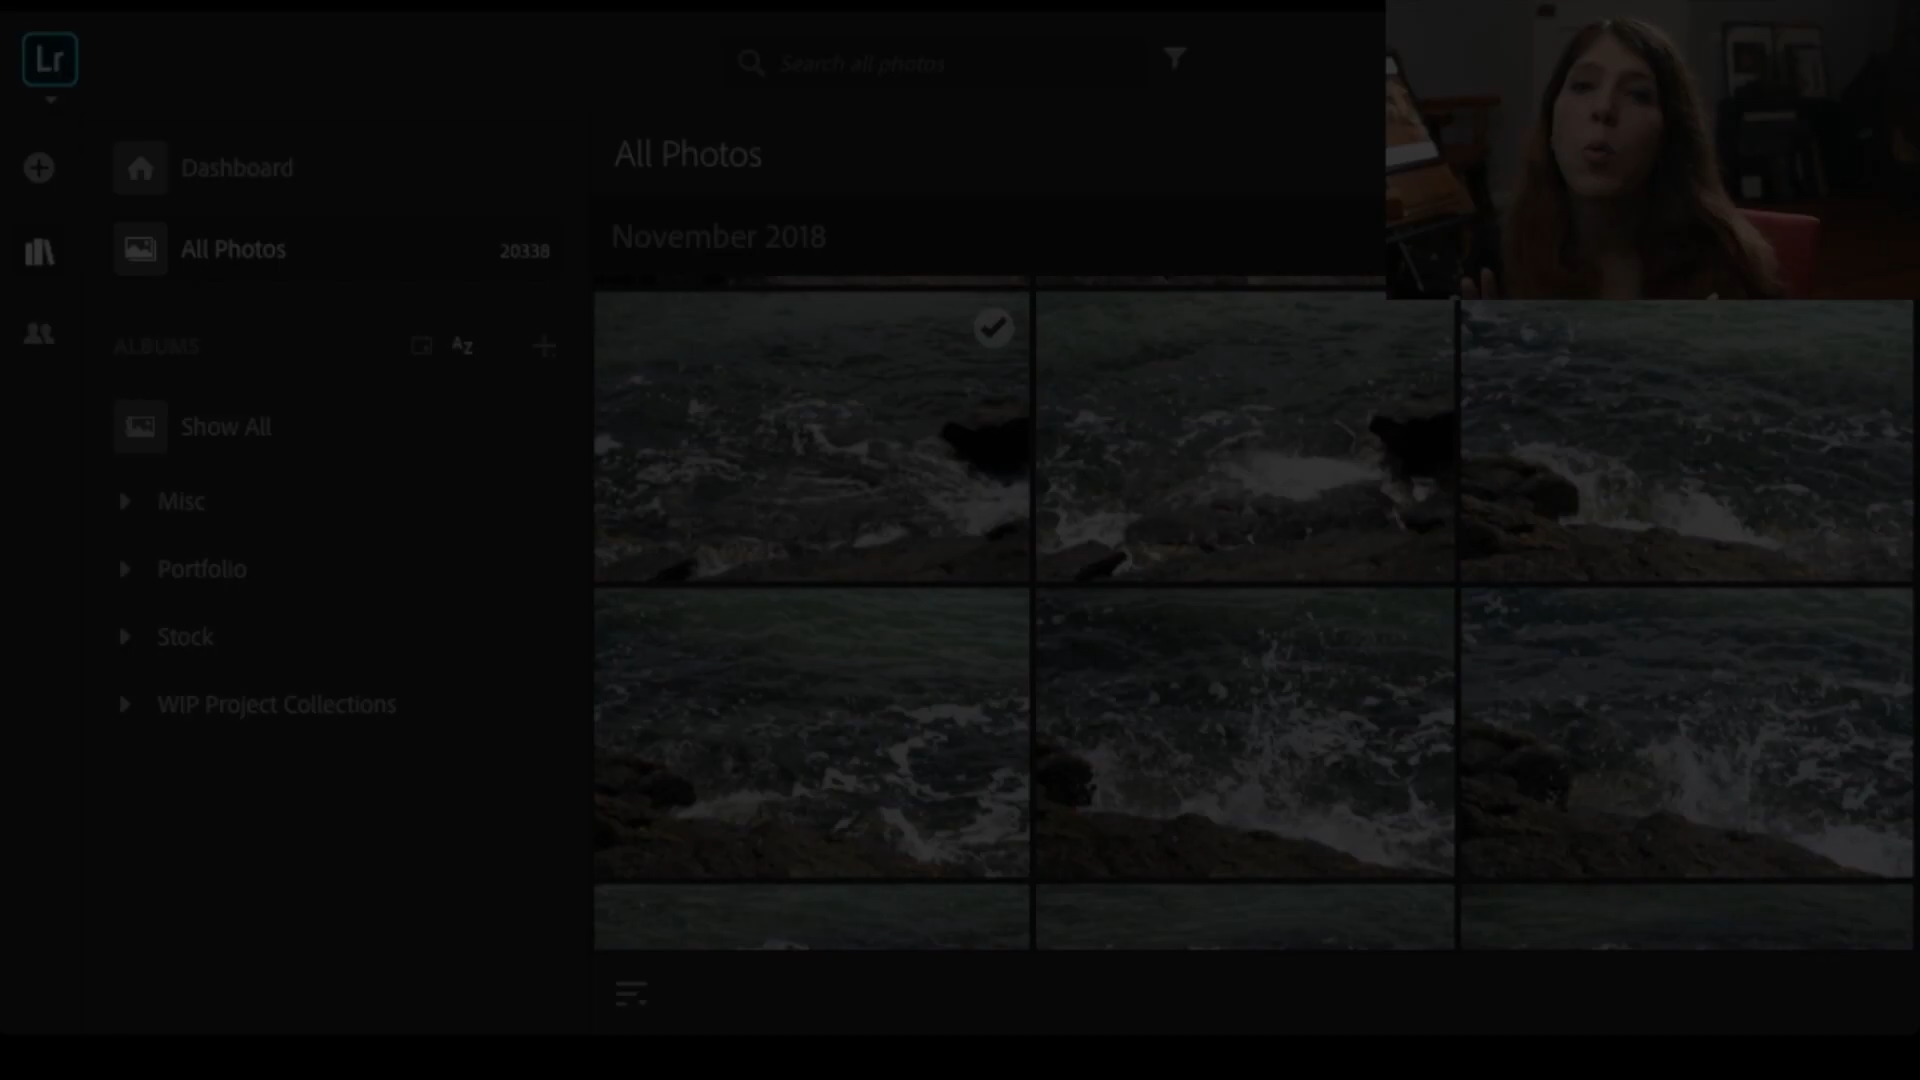 Lr
Search all photos
Dashboard
All Photos
20338
ALBUMS
AZ
Show All
Misc
Portfolio
Stock
WIP Project Collections
All Photos
November 2018